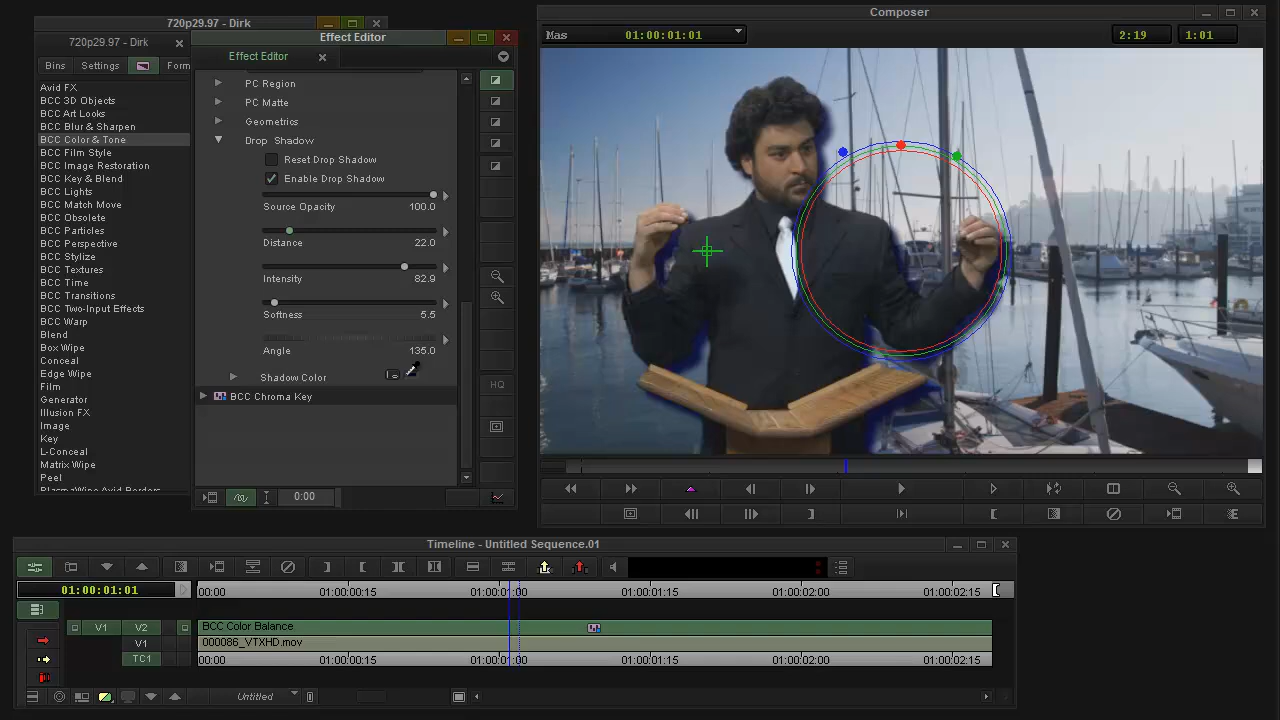 720p29.97 - Dirk
720p29.97 - Dirk
Bins
Settings
Form
Avid FX
BCC 3D Objects
BCC Art Looks
BCC Blur & Sharpen
BCC Color & Tone
BCC Film Style
BCC Image Restoration
BCC Key & Blend
BCC Lights
BCC Match Move
BCC Obsolete
BCC Particles
BCC Perspective
BCC Stylize
BCC Textures
BCC Time
BCC Transitions
BCC Two-Input Effects
BCC Warp
Blend
Box Wipe
Conceal
Edge Wipe
Film
Generator
Illusion FX
Image
Key
L-Conceal
Matrix Wipe
Peel
PlasmaWipe Avid Borders
Effect Editor
Effect Editor
PC Region
PC Matte
Geometrics
Drop Shadow
Reset Drop Shadow
Enable Drop Shadow
Source Opacity 100.0
Distance 22.0
Intensity 82.9
Softness 5.5
Angle 135.0
Shadow Color
BCC Chroma Key
HQ
0:00
Composer
Mas 01:00:01:01 2:19 1:01
Timeline - Untitled Sequence.01
01:00:01:01
00:00 01:00:00:15 01:00:01:00 01:00:01:15 01:00:02:00 01:00:02:15
V1 V2 BCC Color Balance
V1 000086_VTXHD.mov
TC1 00:00 01:00:00:15 01:00:01:00 01:00:01:15 01:00:02:00 01:00:02:15
Untitled